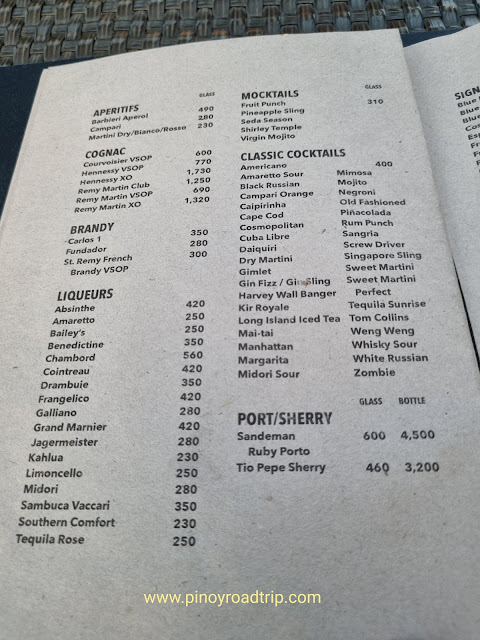 GLASS
APERITIFS
Barbieri Aperol 490
Campari 280
Martini Dry/Bianco/Rosso 230
COGNAC
Courvoisier VSOP 600
Hennessy VSOP 770
Hennessy XO 1,730
Remy Martin Club 1,250
Remy Martin VSOP 690
Remy Martin XO 1,320
BRANDY
Carlos 1 350
Fundador 280
St. Remy French 300
Brandy VSOP
LIQUEURS
Absinthe 420
Amaretto 250
Bailey's 250
Benedictine 350
Chambord 560
Cointreau 420
Drambuie 350
Frangelico 420
Galliano 280
Grand Marnier 420
Jagermeister 280
Kahlua 230
Limoncello 250
Midori 280
Sambuca Vaccari 350
Southern Comfort 230
Tequila Rose 250
MOCKTAILS GLASS
Fruit Punch 310
Pineapple Sling
Seda Season
Shirley Temple
Virgin Mojito
CLASSIC COCKTAILS
Americano 400
Amaretto Sour
Black Russian
Campari Orange
Caipirinha
Cape Cod
Cosmopolitan
Cuba Libre
Daiquiri
Dry Martini
Gimlet
Gin Fizz / Gin Sling
Harvey Wall Banger
Kir Royale
Long Island Iced Tea
Mai-tai
Manhattan
Margarita
Midori Sour
Mimosa
Mojito
Negroni
Old Fashioned
Piñacolada
Rum Punch
Sangria
Screw Driver
Singapore Sling
Sweet Martini
Sweet Martini
Perfect
Tequila Sunrise
Tom Collins
Weng Weng
Whisky Sour
White Russian
Zombie
GLASS BOTTLE
PORT/SHERRY
Sandeman 600 4,500
Ruby Porto
Tio Pepe Sherry 460 3,200
SIGN
Blue
www.pinoyroadtrip.com